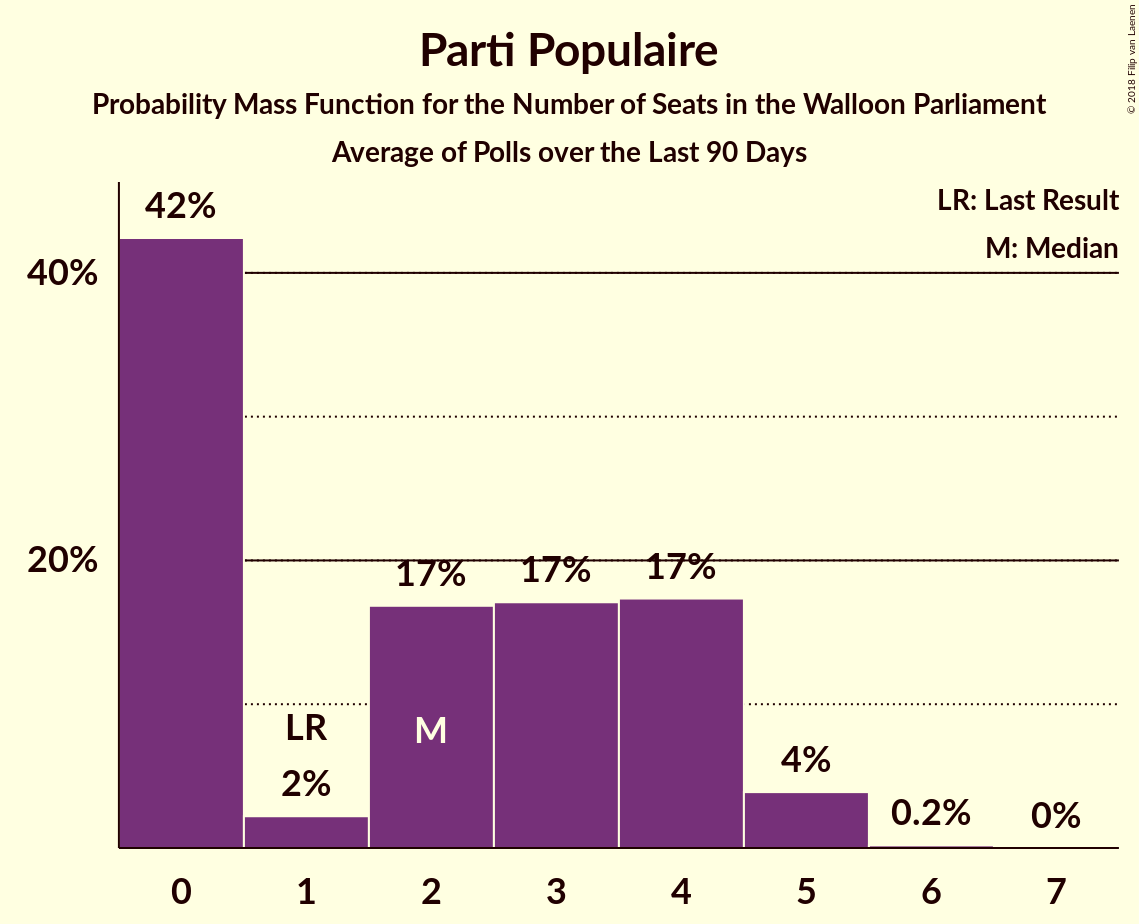 Parti Populaire
Probability Mass Function for the Number of Seats in the Walloon Parliament
Average of Polls over the Last 90 Days
© 2018 Filip van Laenen
LR: Last Result
M: Median
42%
40%
20%
17% 17% 17%
LR
M
2%
4%
0.2%
0%
0 1 2 3 4 5 6 7